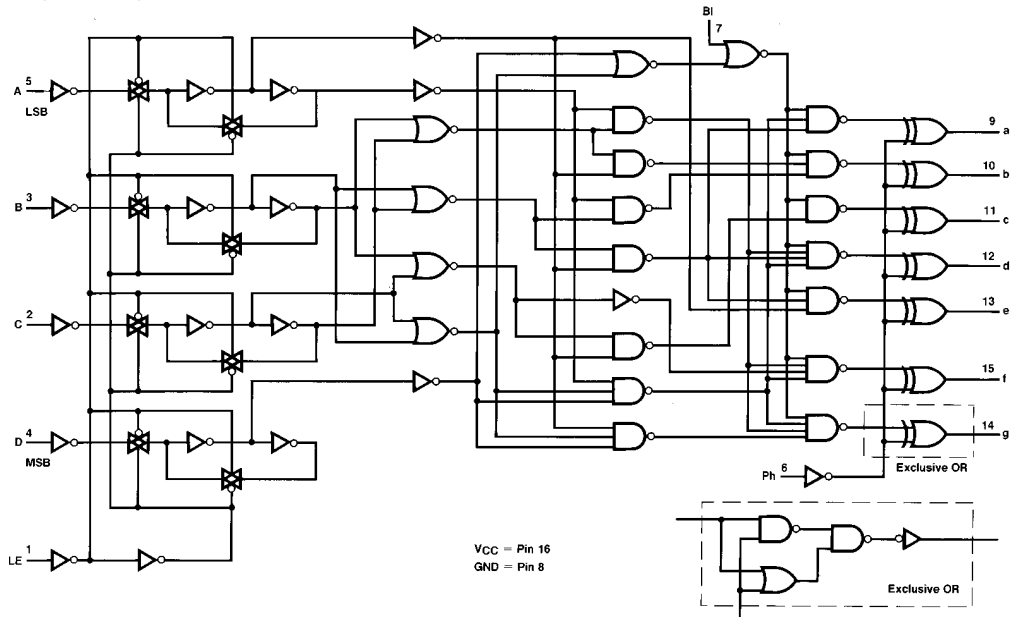 BI
7
5
A
LSB
9
a
10
b
3
B
11
c
12
d
13
e
2
C
15
f
4
D
MSB
14
g
Exclusive OR
6
Ph
1
LE
VCC = Pin 16
GND = Pin 8
Exclusive OR